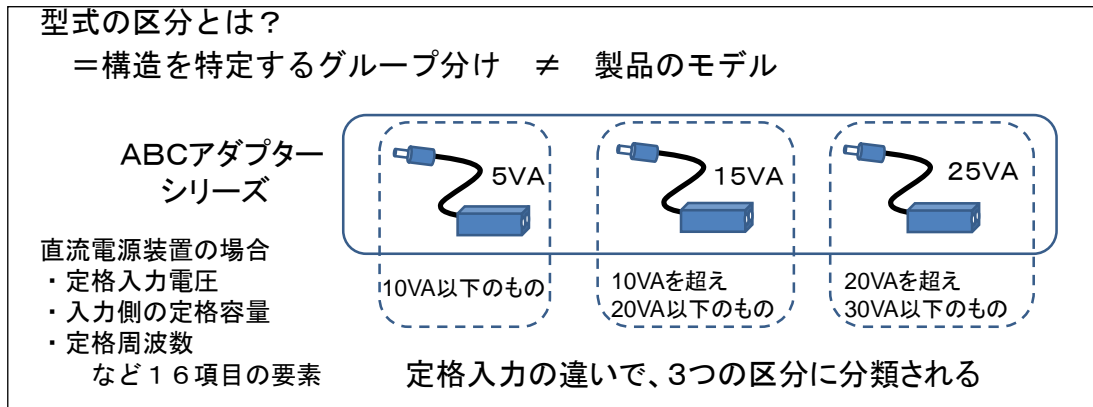 型式の区分とは？
＝構造を特定するグループ分け　≠　製品のモデル
ＡＢＣアダプター
シリーズ
５ＶＡ
１５ＶＡ
２５ＶＡ
直流電源装置の場合
・定格入力電圧
・入力側の定格容量
・定格周波数
など１６項目の要素
10VA以下のもの
10VAを超え
20VA以下のもの
20VAを超え
30VA以下のもの
定格入力の違いで、３つの区分に分類される